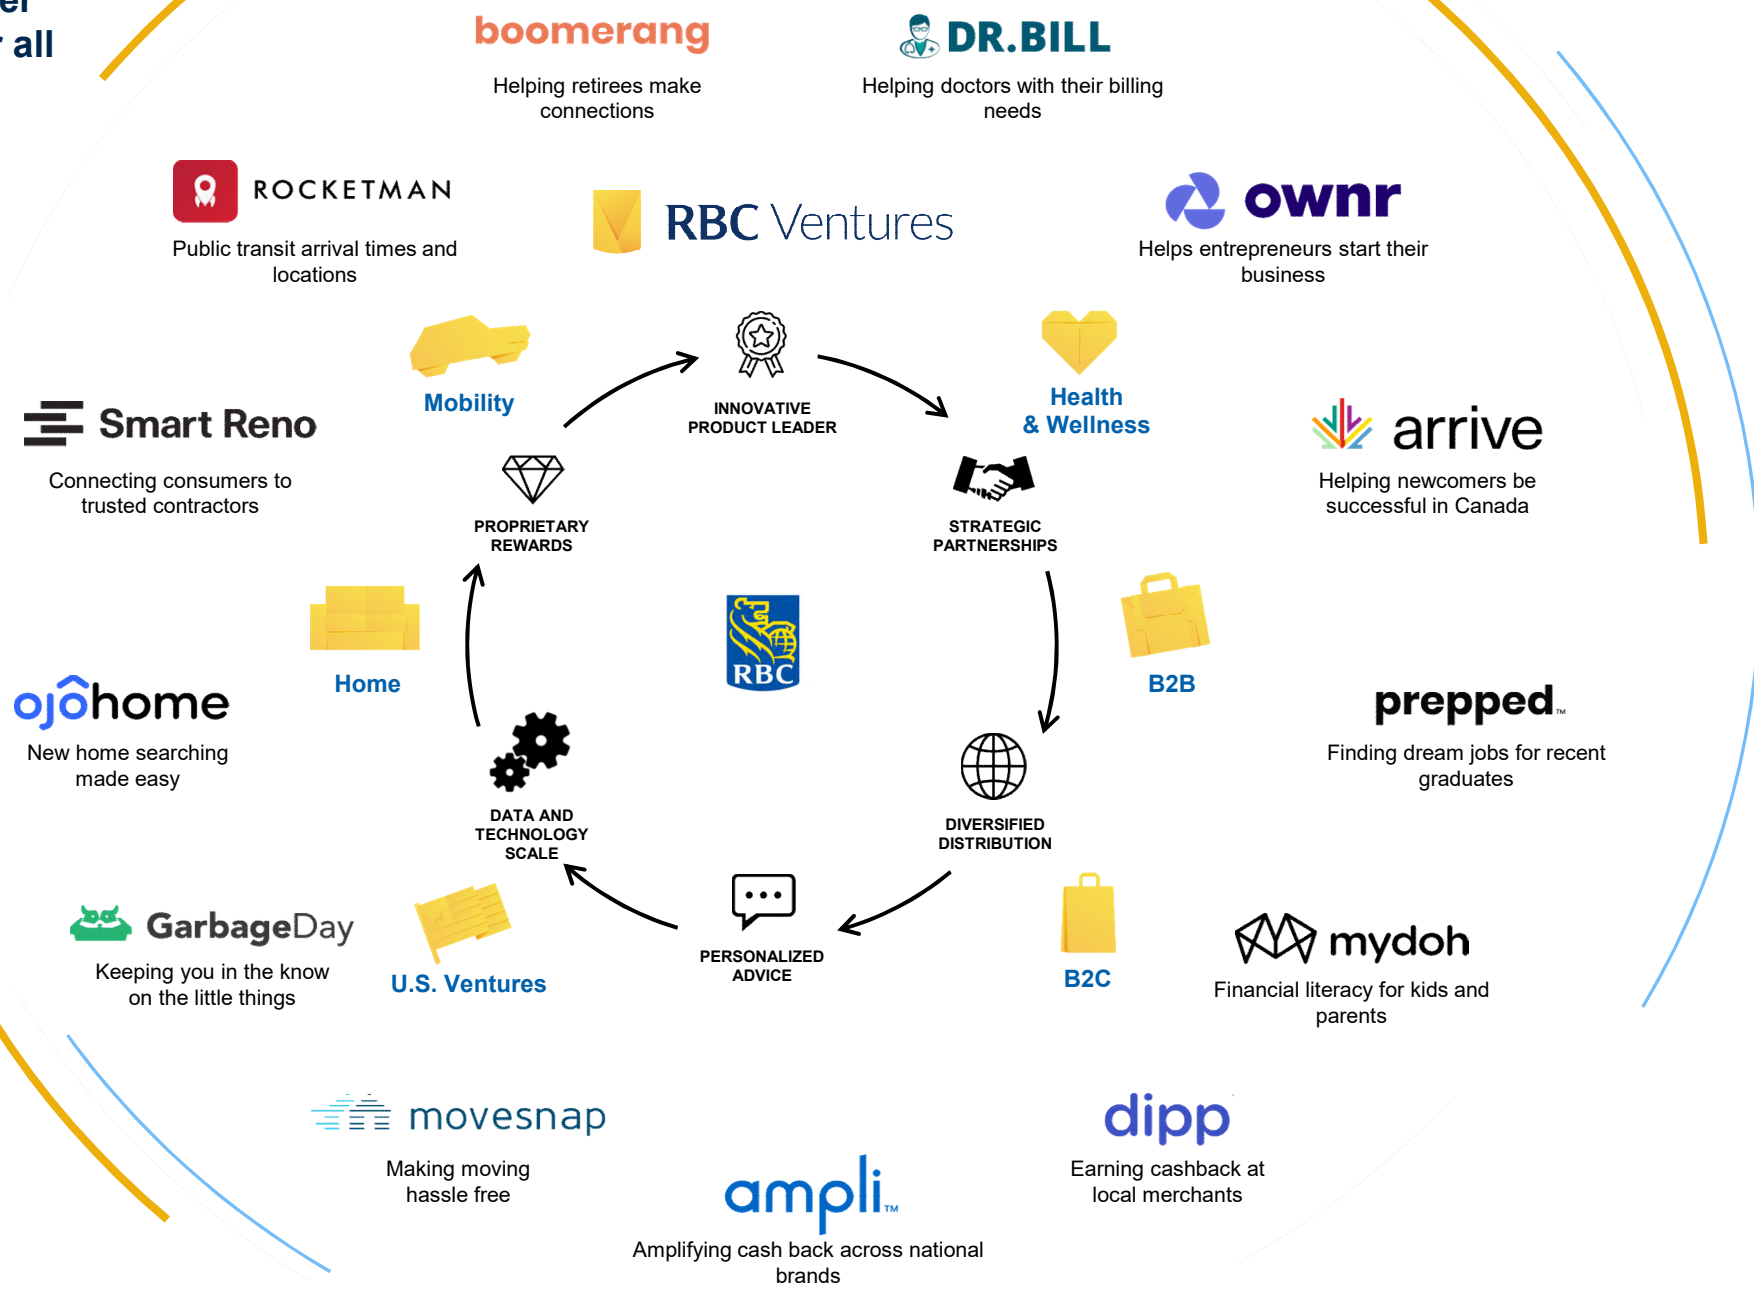 er
r all
boomerang
Helping retirees make
connections
DR.BILL
Helping doctors with their billing
needs
ROCKETMAN
Public transit arrival times and
locations
RBC Ventures
ownr
Helps entrepreneurs start their
business
Mobility
INNOVATIVE
PRODUCT LEADER
Health
& Wellness
Smart Reno
Connecting consumers to
trusted contractors
PROPRIETARY
REWARDS
STRATEGIC
PARTNERSHIPS
arrive
Helping newcomers be
successful in Canada
Home
RBC
B2B
ojôhome
New home searching
made easy
prepped™
Finding dream jobs for recent
graduates
DATA AND
TECHNOLOGY
SCALE
DIVERSIFIED
DISTRIBUTION
GarbageDay
Keeping you in the know
on the little things
U.S. Ventures
PERSONALIZED
ADVICE
B2C
mydoh
Financial literacy for kids and
parents
movesnap
Making moving
hassle free
ampli™
Amplifying cash back across national
brands
dipp
Earning cashback at
local merchants